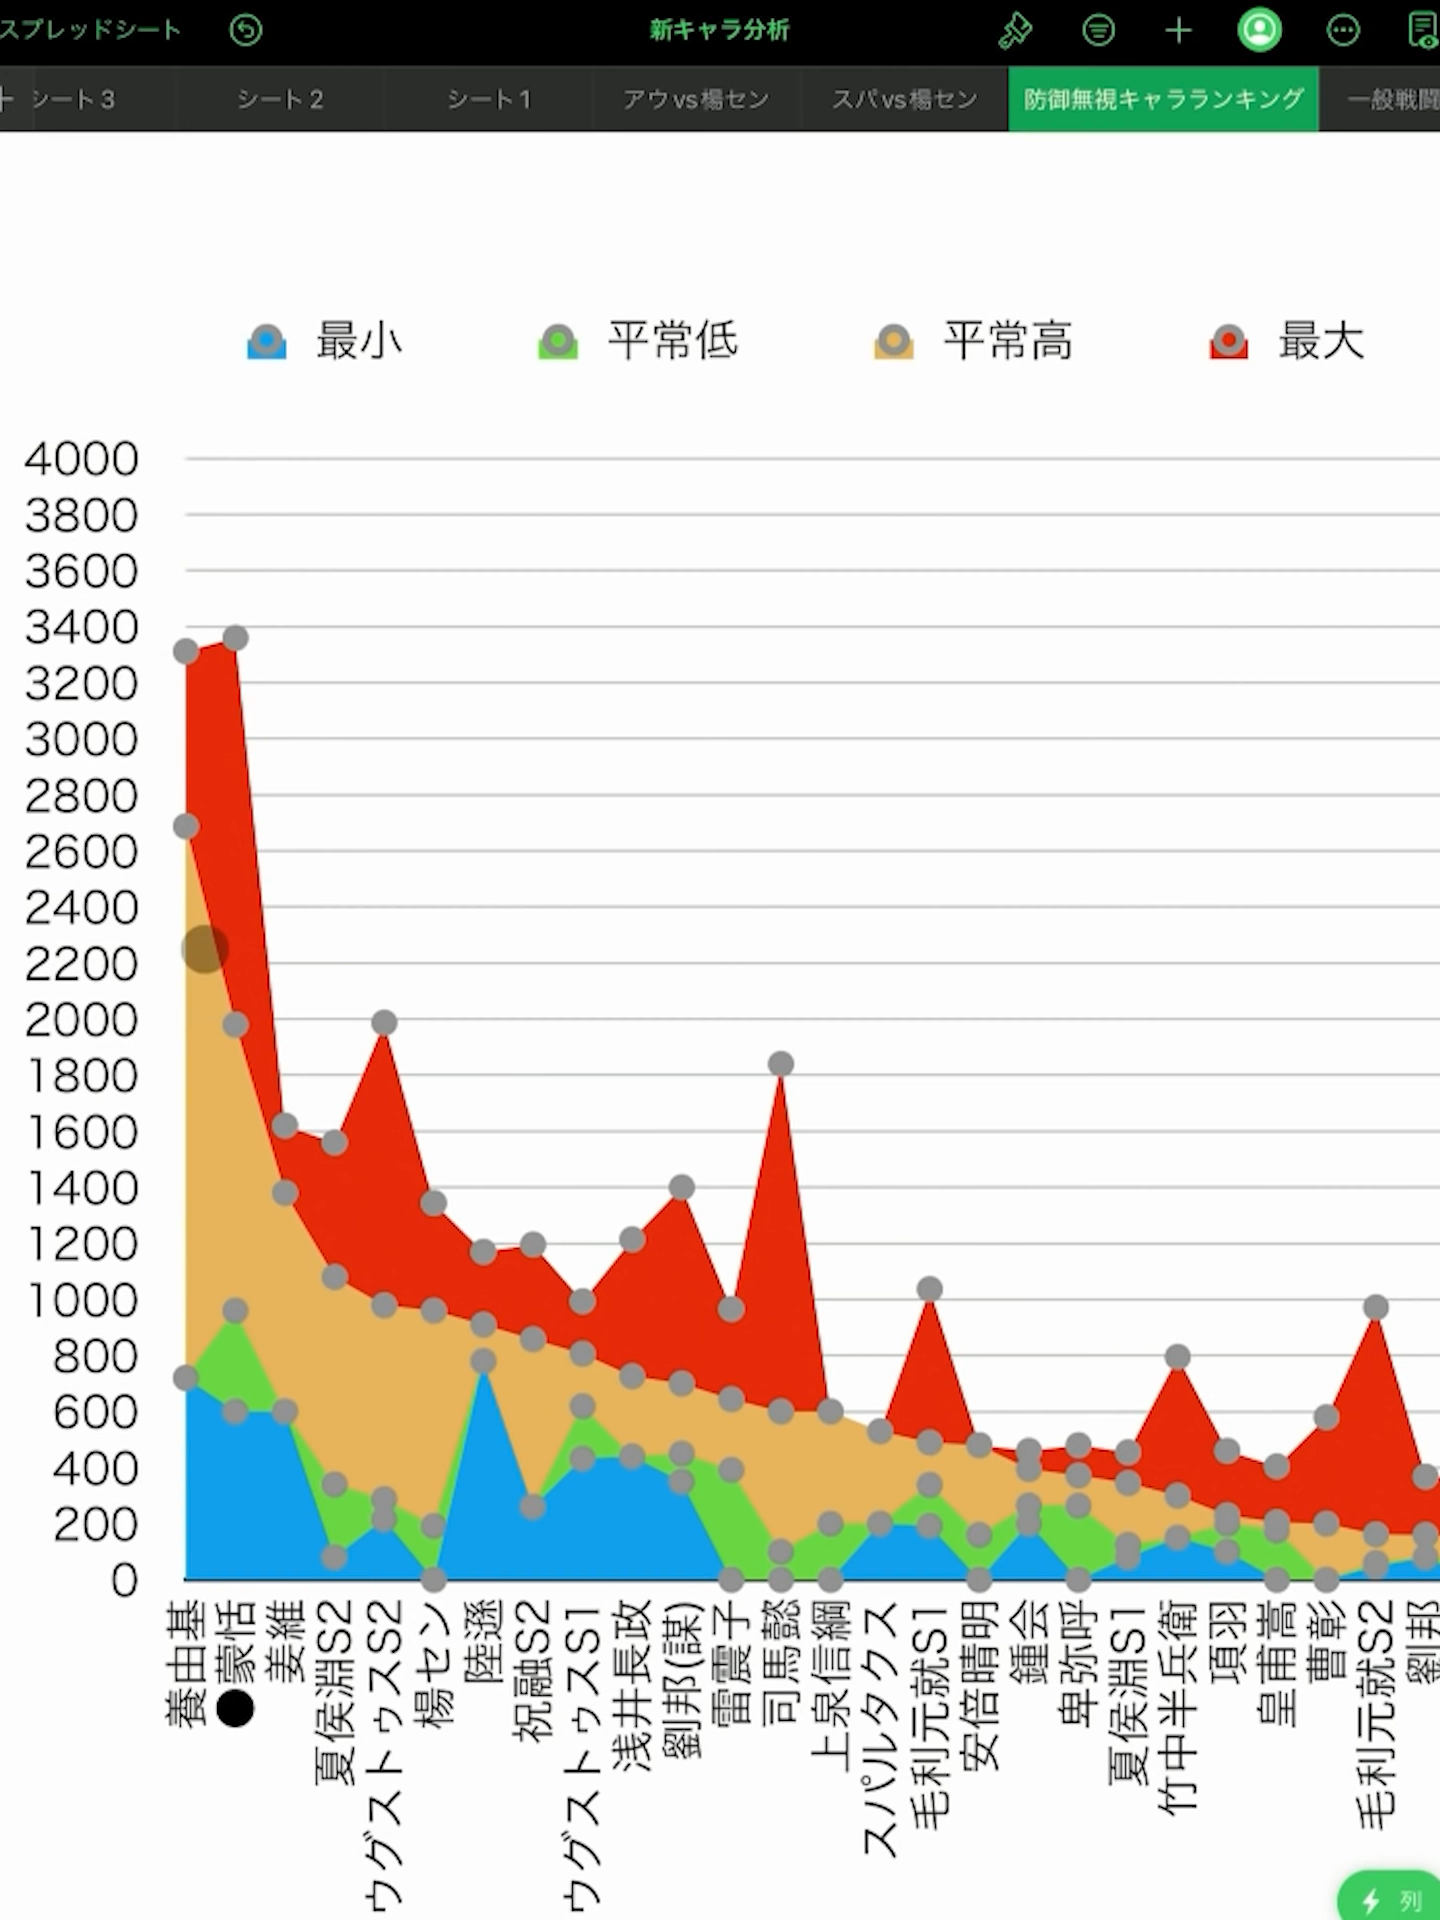 スプレッドシート
新キャラ分析
シート 3
シート 2
シート 1
アウvs楊セン
スパvs楊セン
防御無視キャラランキング
一般戦闘
最小
平常低
平常高
最大
4000
3800
3600
3400
3200
3000
2800
2600
2400
2200
2000
1800
1600
1400
1200
1000
800
600
400
200
0
養由基
●蒙恬
姜維
夏侯淵S2
ウグストゥスS2
楊セン
陸遜
祝融S2
ウグストゥスS1
浅井長政
劉邦(謀)
雷震子
司馬懿
上泉信綱
スパルタクス
毛利元就S1
安倍晴明
鍾会
卑弥呼
夏侯淵S1
竹中半兵衛
項羽
皇甫嵩
曹彰
毛利元就S2
劉邦
列